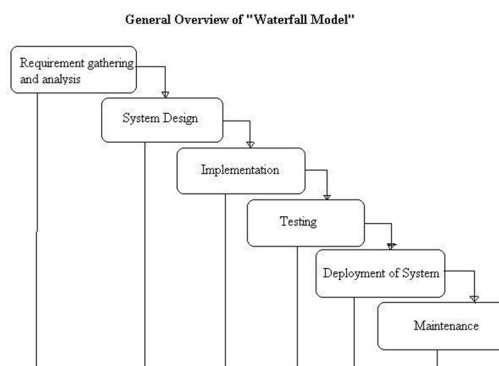 General Overview of "Waterfall Model"
Requirement gathering
and analysis
System Design
Implementation
Testing
Deployment of System
Maintenance